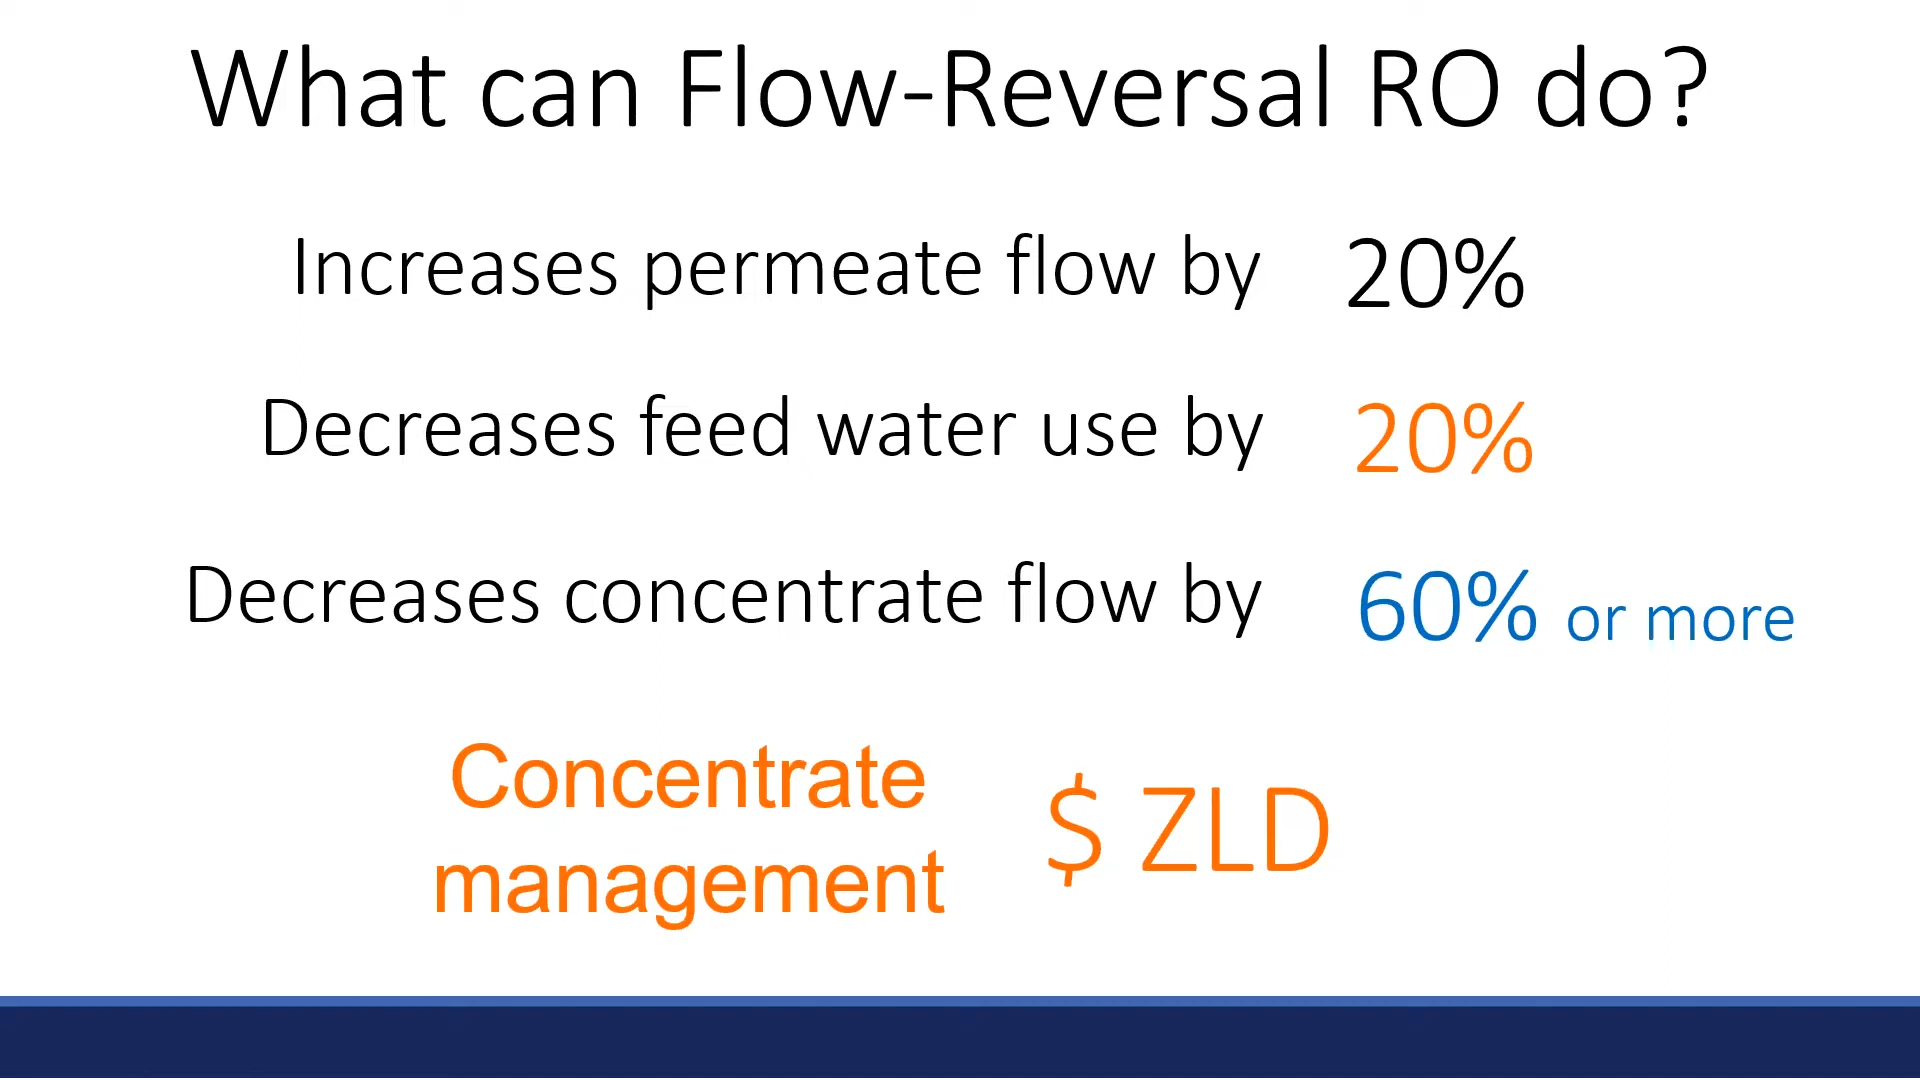 What can Flow-Reversal RO do?
Increases permeate flow by 20%
Decreases feed water use by 20%
Decreases concentrate flow by 60% or more
Concentrate
management
$ ZLD